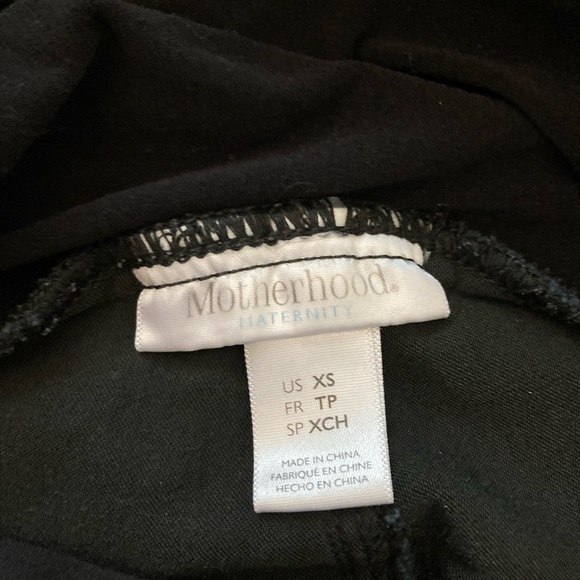 Motherhood®
MATERNITY
US XS
FR TP
SP XCH
MADE IN CHINA
FABRIQUÉ EN CHINE
HECHO EN CHINA